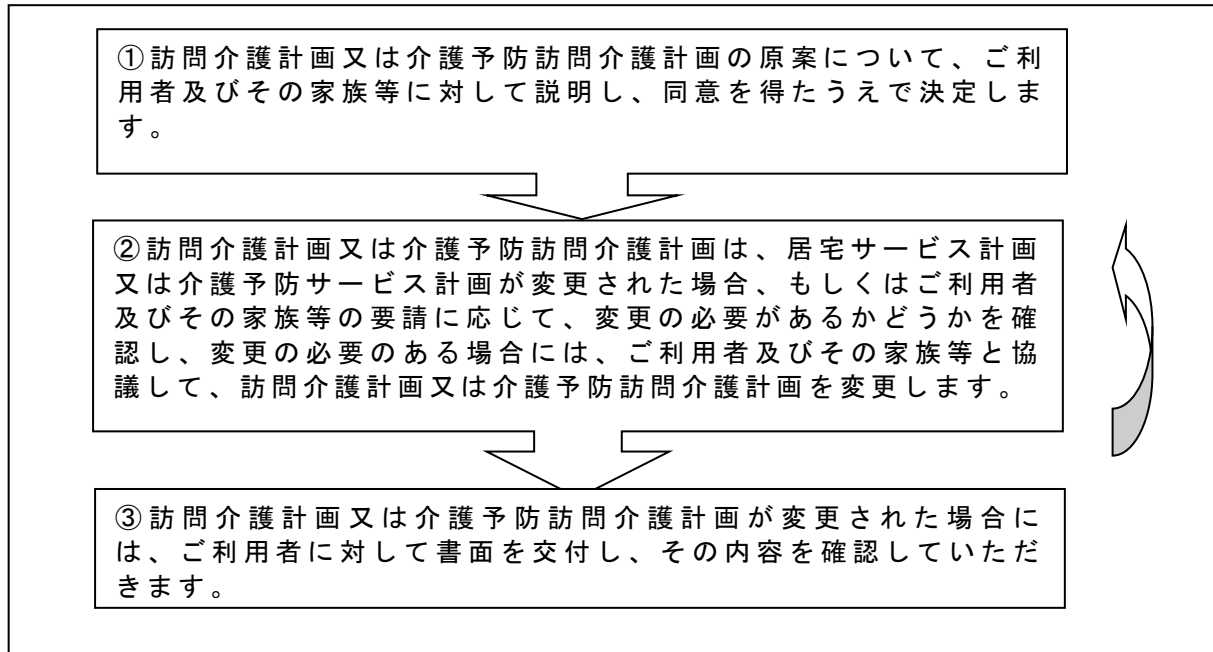 ①訪問介護計画又は介護予防訪問介護計画の原案について、ご利
用者及びその家族等に対して説明し、同意を得たうえで決定しま
す。
②訪問介護計画又は介護予防訪問介護計画は、居宅サービス計画
又は介護予防サービス計画が変更された場合、もしくはご利用者
及びその家族等の要請に応じて、変更の必要があるかどうかを確
認し、変更の必要のある場合には、ご利用者及びその家族等と協
議して、訪問介護計画又は介護予防訪問介護計画を変更します。
③訪問介護計画又は介護予防訪問介護計画が変更された場合に
は、ご利用者に対して書面を交付し、その内容を確認していただ
きます。